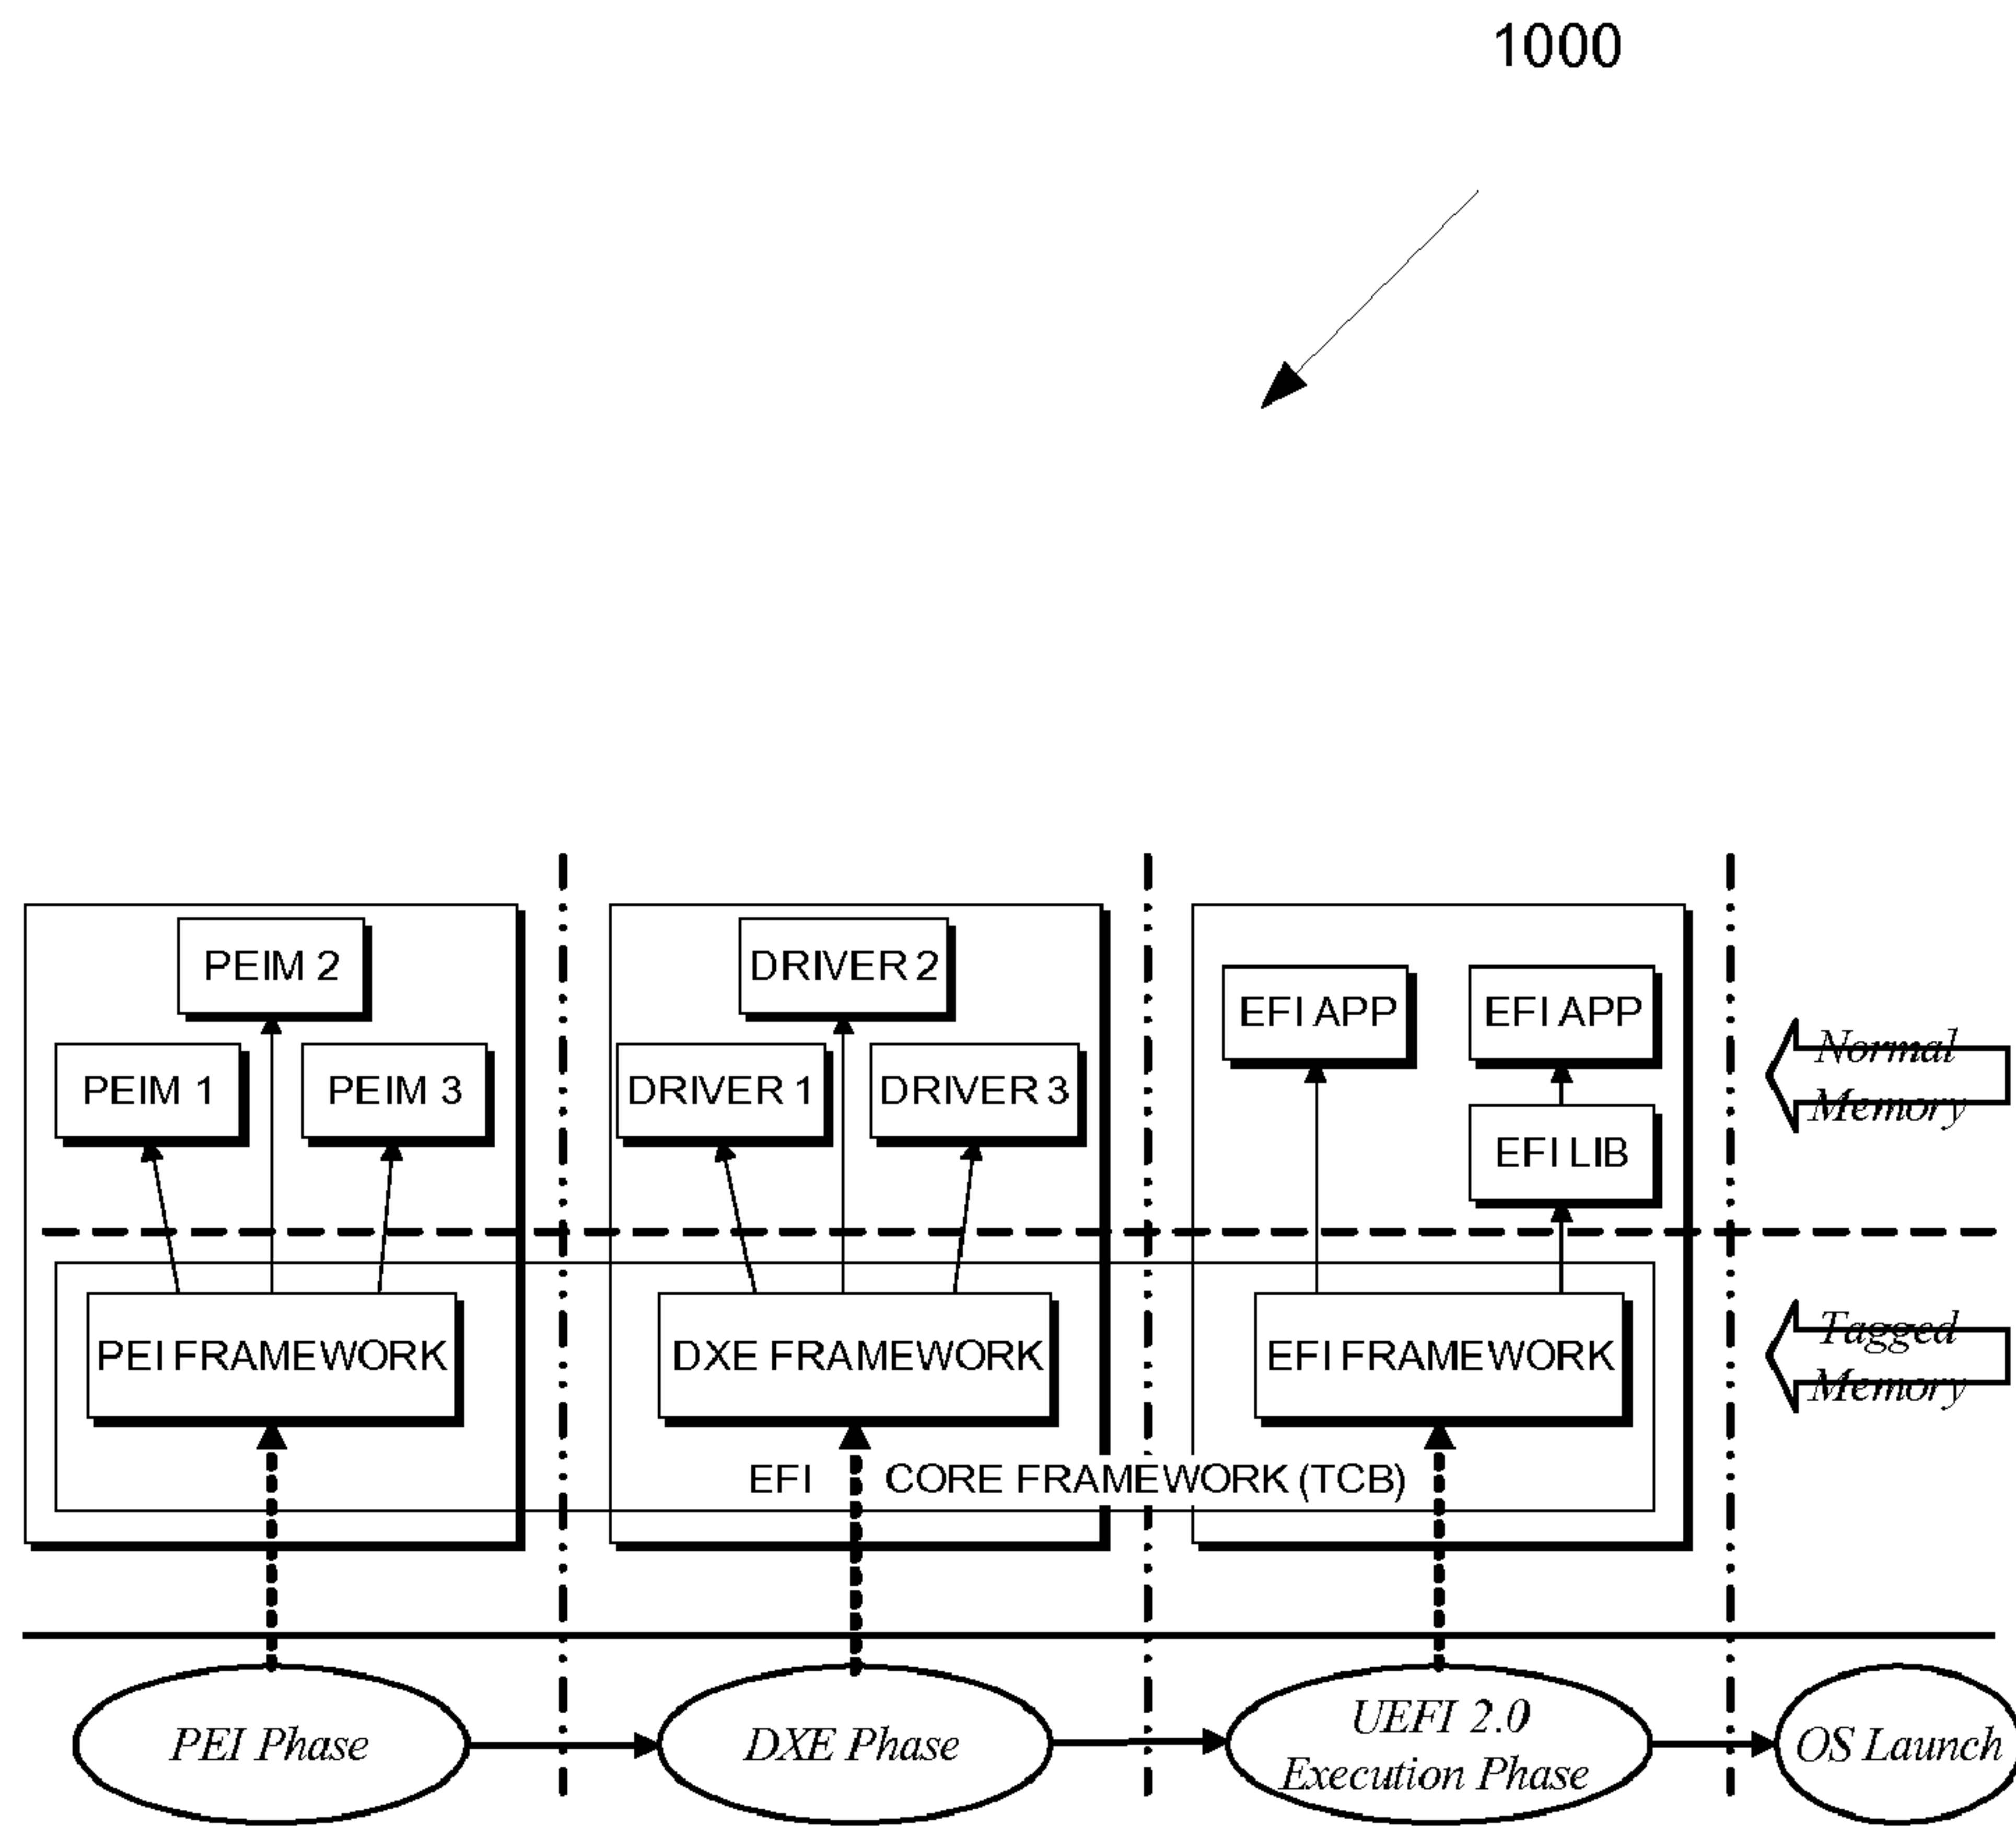 1000
PEIM 2
DRIVER 2
EFI APP
EFI APP
PEIM 1
PEIM 3
DRIVER 1
DRIVER 3
Normal
Memory
EFI LIB
PEI FRAMEWORK
DXE FRAMEWORK
EFI FRAMEWORK
Tagged
Memory
EFI CORE FRAMEWORK (TCB)
PEI Phase
DXE Phase
UEFI 2.0
Execution Phase
OS Launch